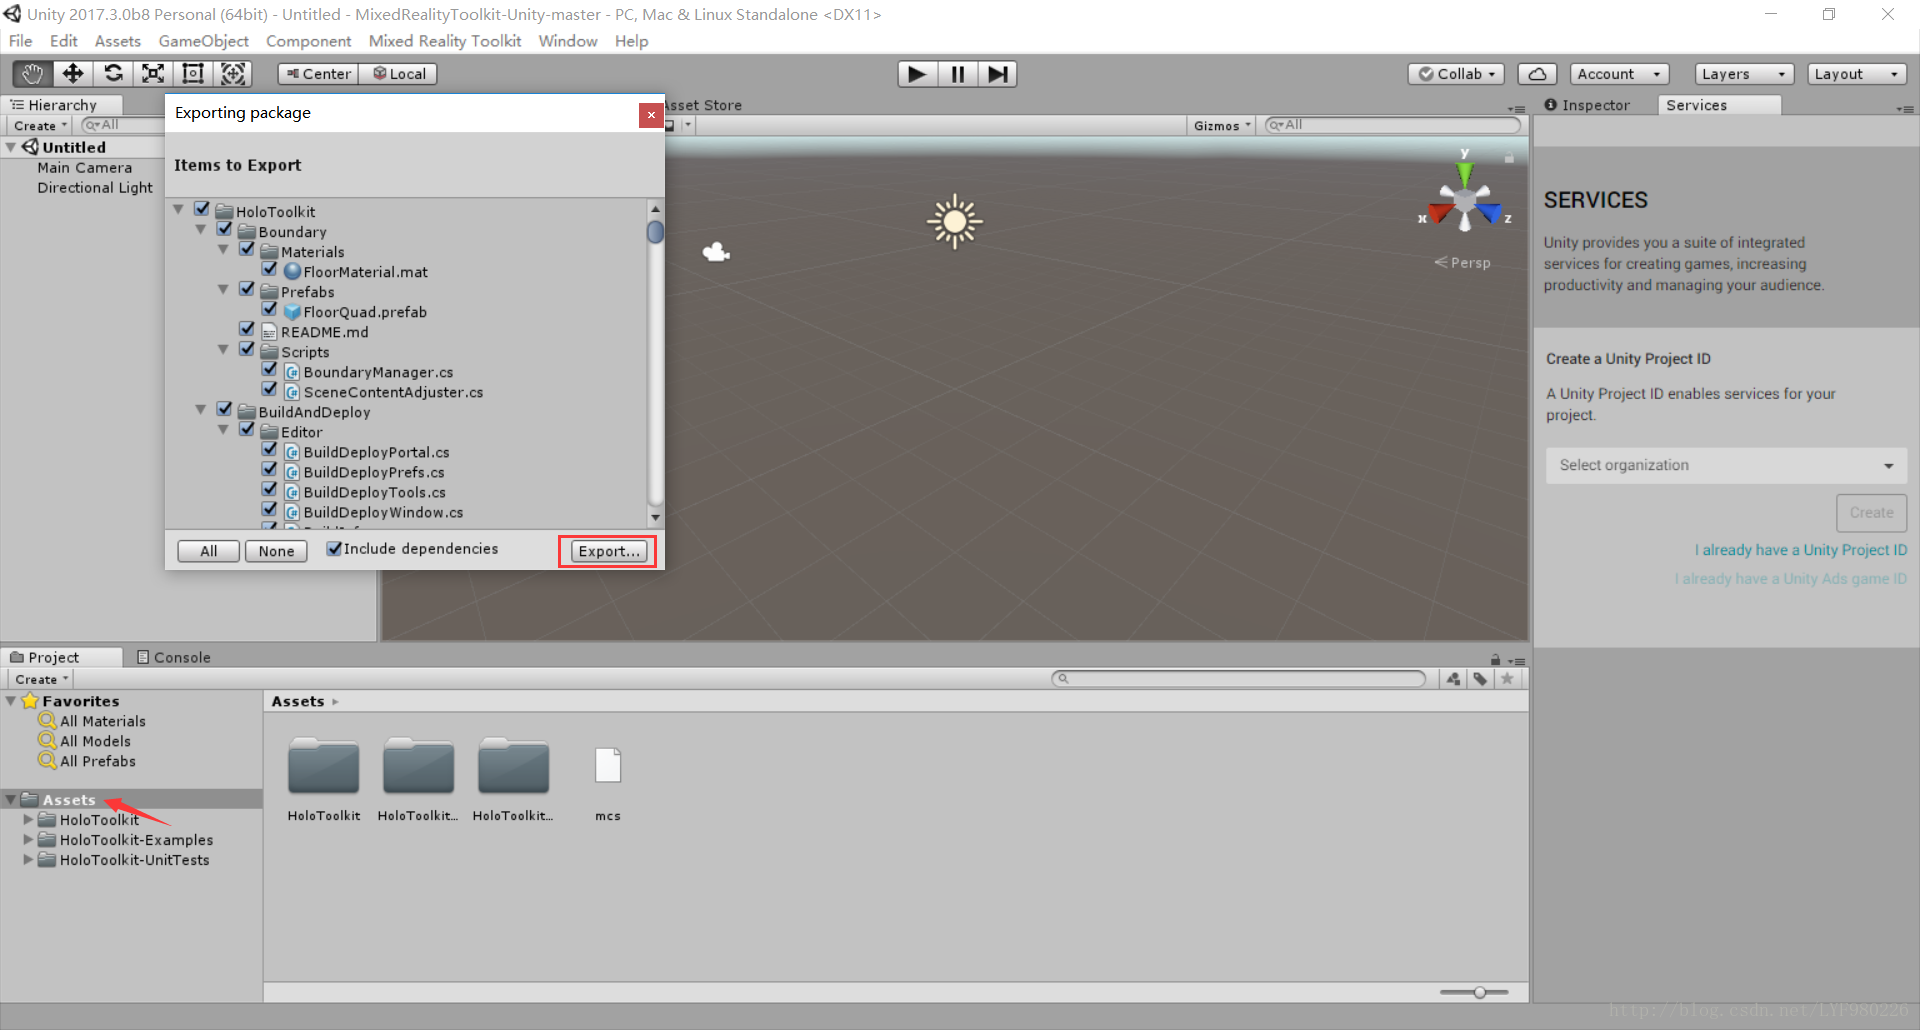 Unity 2017.3.0b8 Personal (64bit) - Untitled - MixedRealityToolkit-Unity-master - PC, Mac & Linux Standalone <DX11>
File Edit Assets GameObject Component Mixed Reality Toolkit Window Help
Center Local Collab Account Layers Layout
Hierarchy
Create All
Untitled
Main Camera
Directional Light
Exporting package
Items to Export
HoloToolkit
Boundary
Materials
FloorMaterial.mat
Prefabs
FloorQuad.prefab
README.md
Scripts
BoundaryManager.cs
SceneContentAdjuster.cs
BuildAndDeploy
Editor
BuildDeployPortal.cs
BuildDeployPrefs.cs
BuildDeployTools.cs
BuildDeployWindow.cs
All None Include dependencies Export...
Asset Store
Gizmos All
y
x z
Persp
Inspector Services
SERVICES
Unity provides you a suite of integrated
services for creating games, increasing
productivity and managing your audience.
Create a Unity Project ID
A Unity Project ID enables services for your
project.
Select organization
Create
I already have a Unity Project ID
I already have a Unity Ads game ID
Project Console
Create
Favorites
All Materials
All Models
All Prefabs
Assets
HoloToolkit
HoloToolkit-Examples
HoloToolkit-UnitTests
Assets
HoloToolkit HoloToolkit... HoloToolkit... mcs
http://blog.csdn.net/LYF980226